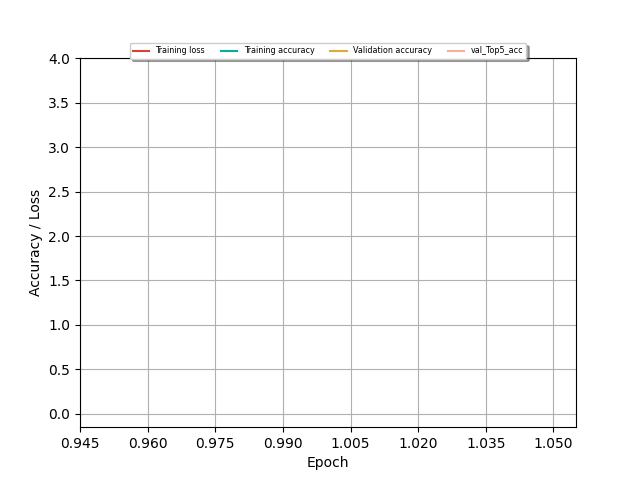 Training loss Training accuracy Validation accuracy val_Top5_acc
4.0
3.5
3.0
2.5
2.0
1.5
1.0
0.5
0.0
Accuracy / Loss
0.945 0.960 0.975 0.990 1.005 1.020 1.035 1.050
Epoch